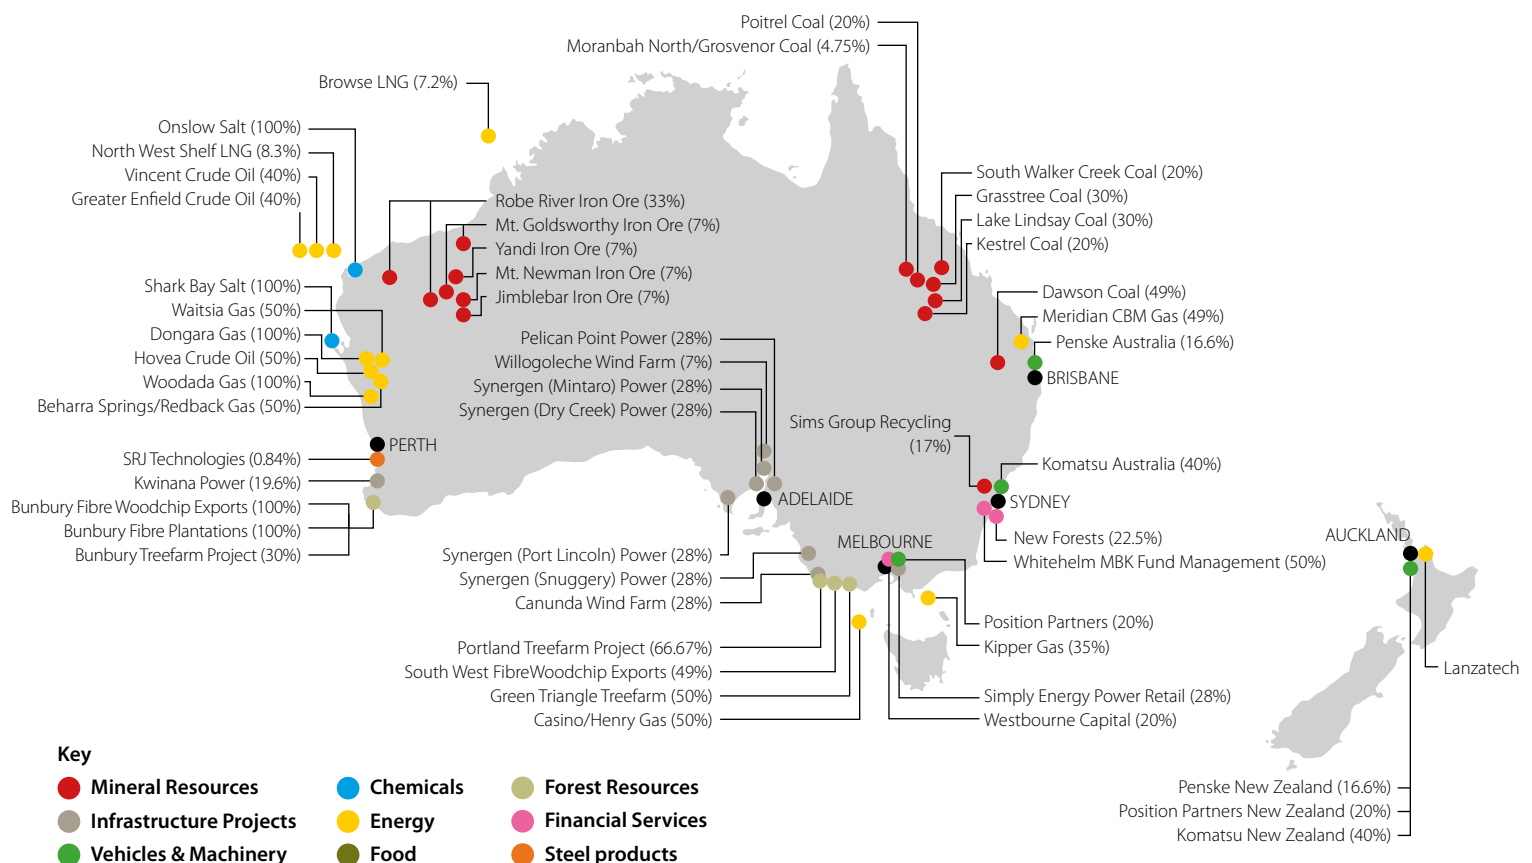 Poitrel Coal (20%)
Moranbah North/Grosvenor Coal (4.75%)
Browse LNG (7.2%)
Onslow Salt (100%)
North West Shelf LNG (8.3%)
Vincent Crude Oil (40%)
Greater Enfield Crude Oil (40%)
Robe River Iron Ore (33%)
Mt. Goldsworthy Iron Ore (7%)
Yandi Iron Ore (7%)
Mt. Newman Iron Ore (7%)
Jimblebar Iron Ore (7%)
South Walker Creek Coal (20%)
Grasstree Coal (30%)
Lake Lindsay Coal (30%)
Kestrel Coal (20%)
Dawson Coal (49%)
Meridian CBM Gas (49%)
Penske Australia (16.6%)
BRISBANE
Shark Bay Salt (100%)
Waitsia Gas (50%)
Dongara Gas (100%)
Hovea Crude Oil (50%)
Woodada Gas (100%)
Beharra Springs/Redback Gas (50%)
Pelican Point Power (28%)
Willogoleche Wind Farm (7%)
Synergen (Mintaro) Power (28%)
Synergen (Dry Creek) Power (28%)
Sims Group Recycling
(17%)
Komatsu Australia (40%)
PERTH
SRJ Technologies (0.84%)
Kwinana Power (19.6%)
Bunbury Fibre Woodchip Exports (100%)
Bunbury Fibre Plantations (100%)
Bunbury Treefarm Project (30%)
ADELAIDE
SYDNEY
New Forests (22.5%)
Whitehelm MBK Fund Management (50%)
MELBOURNE
AUCKLAND
Synergen (Port Lincoln) Power (28%)
Synergen (Snuggery) Power (28%)
Canunda Wind Farm (28%)
Portland Treefarm Project (66.67%)
South West FibreWoodchip Exports (49%)
Green Triangle Treefarm (50%)
Casino/Henry Gas (50%)
Position Partners (20%)
Kipper Gas (35%)
Simply Energy Power Retail (28%)
Westbourne Capital (20%)
Lanzatech
Penske New Zealand (16.6%)
Position Partners New Zealand (20%)
Komatsu New Zealand (40%)
Key
Mineral Resources
Chemicals
Forest Resources
Infrastructure Projects
Energy
Financial Services
Vehicles & Machinery
Food
Steel products